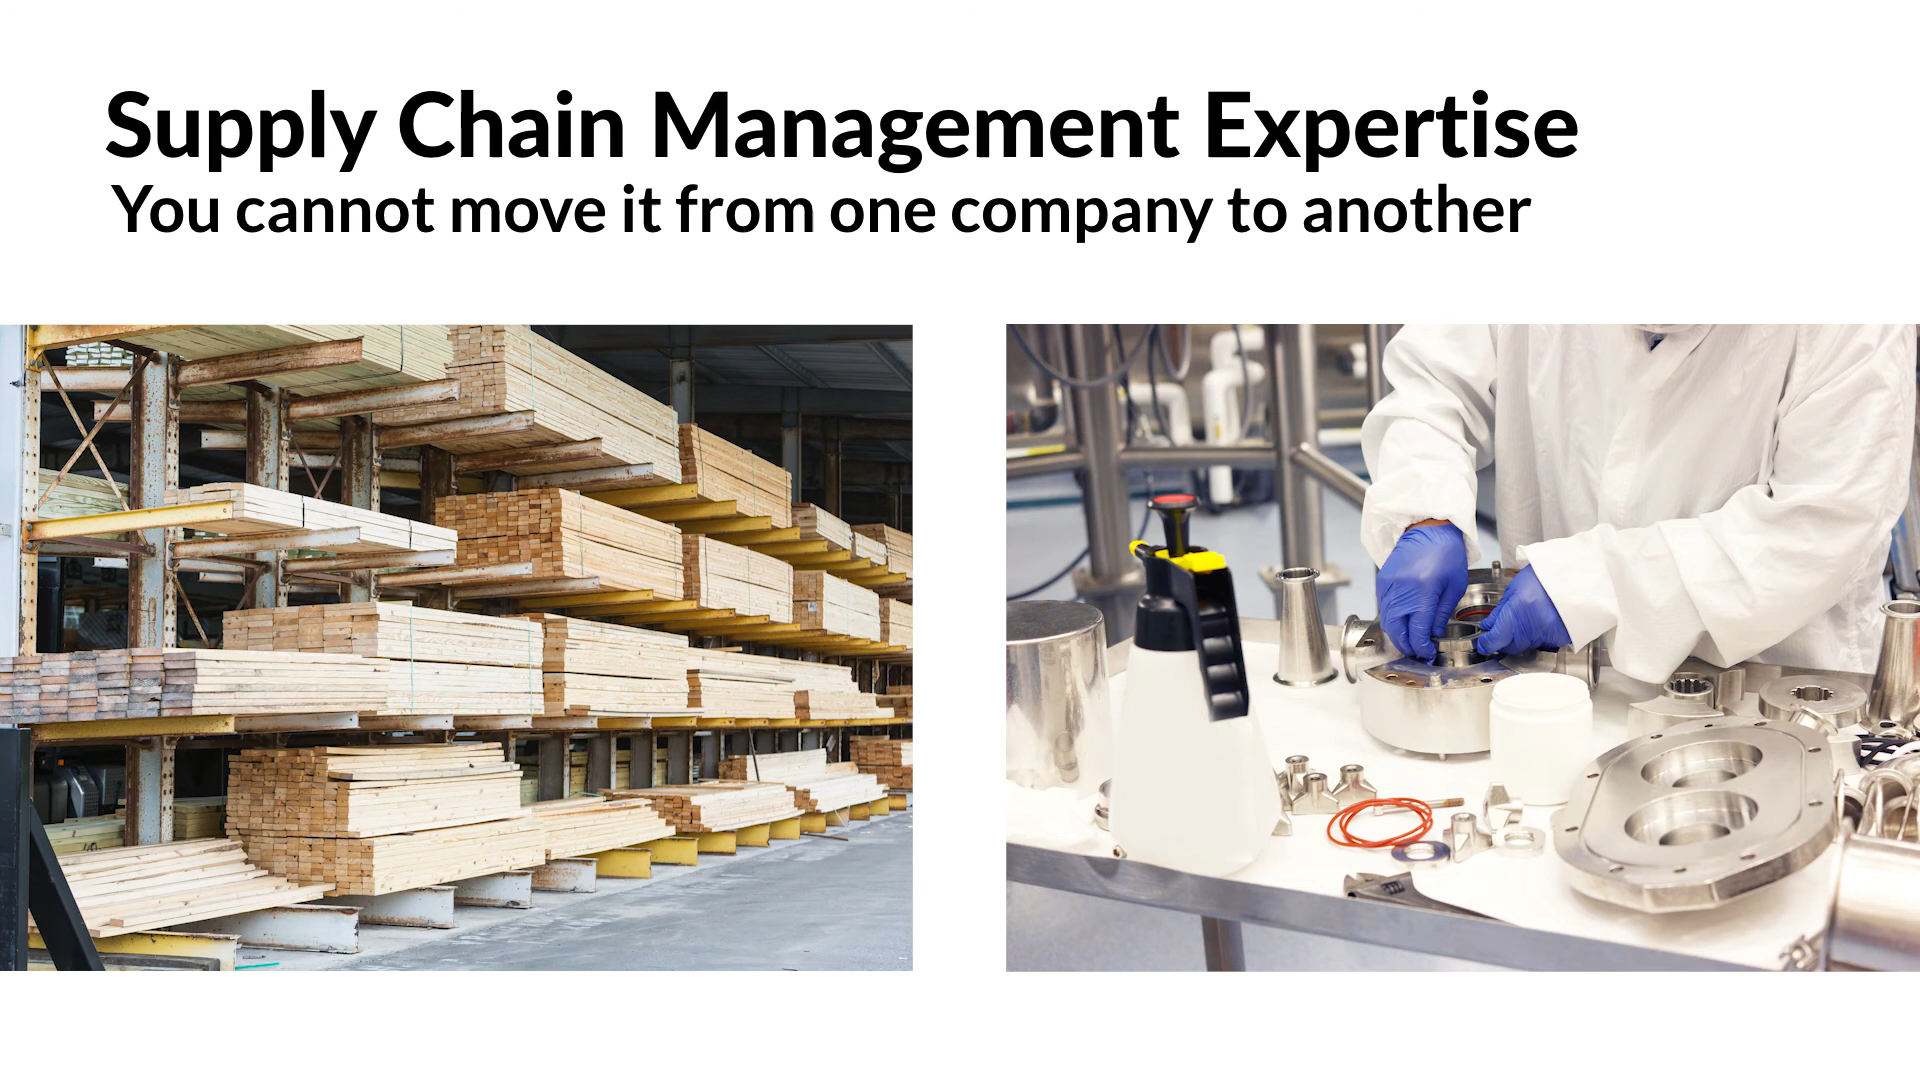 Supply Chain Management Expertise
You cannot move it from one company to another